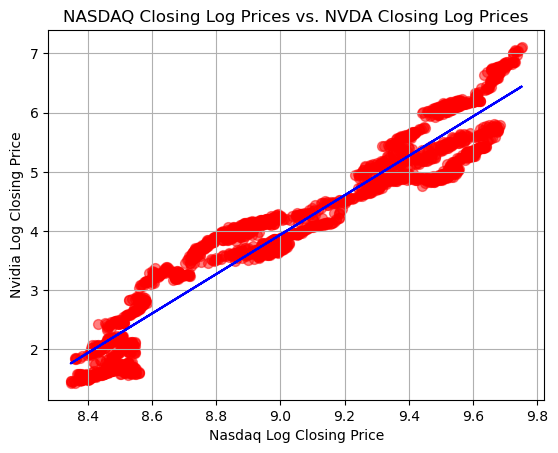 NASDAQ Closing Log Prices vs. NVDA Closing Log Prices
7
6
5
4
3
2
Nvidia Log Closing Price
8.4 8.6 8.8 9.0 9.2 9.4 9.6 9.8
Nasdaq Log Closing Price